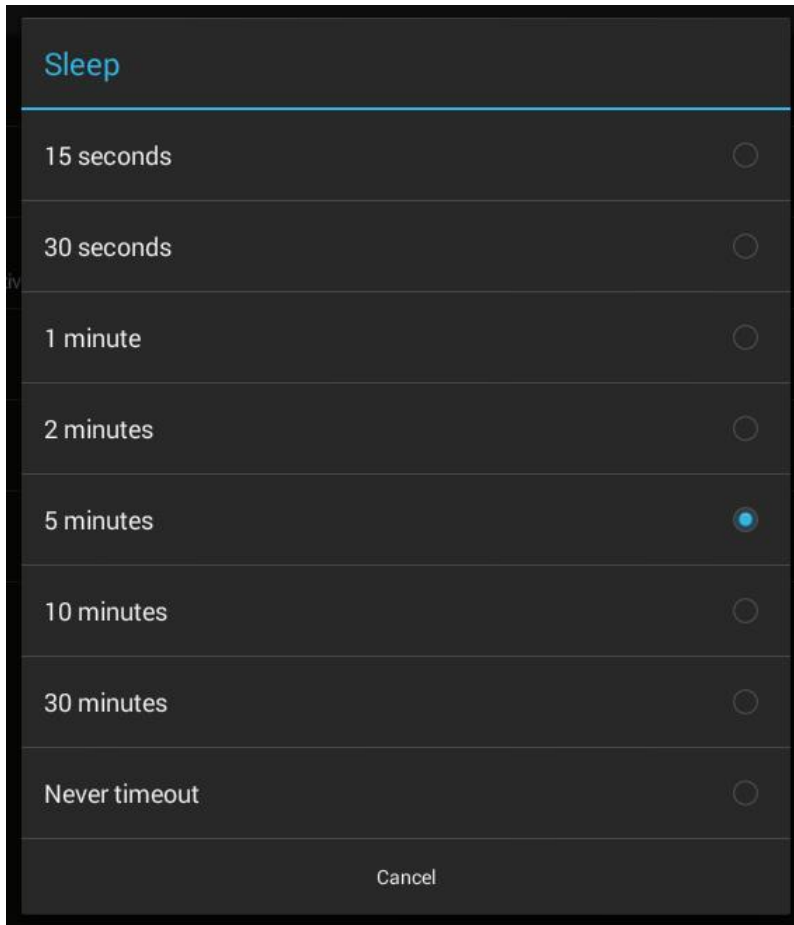 Sleep
15 seconds
30 seconds
1 minute
2 minutes
5 minutes
10 minutes
30 minutes
Never timeout
Cancel